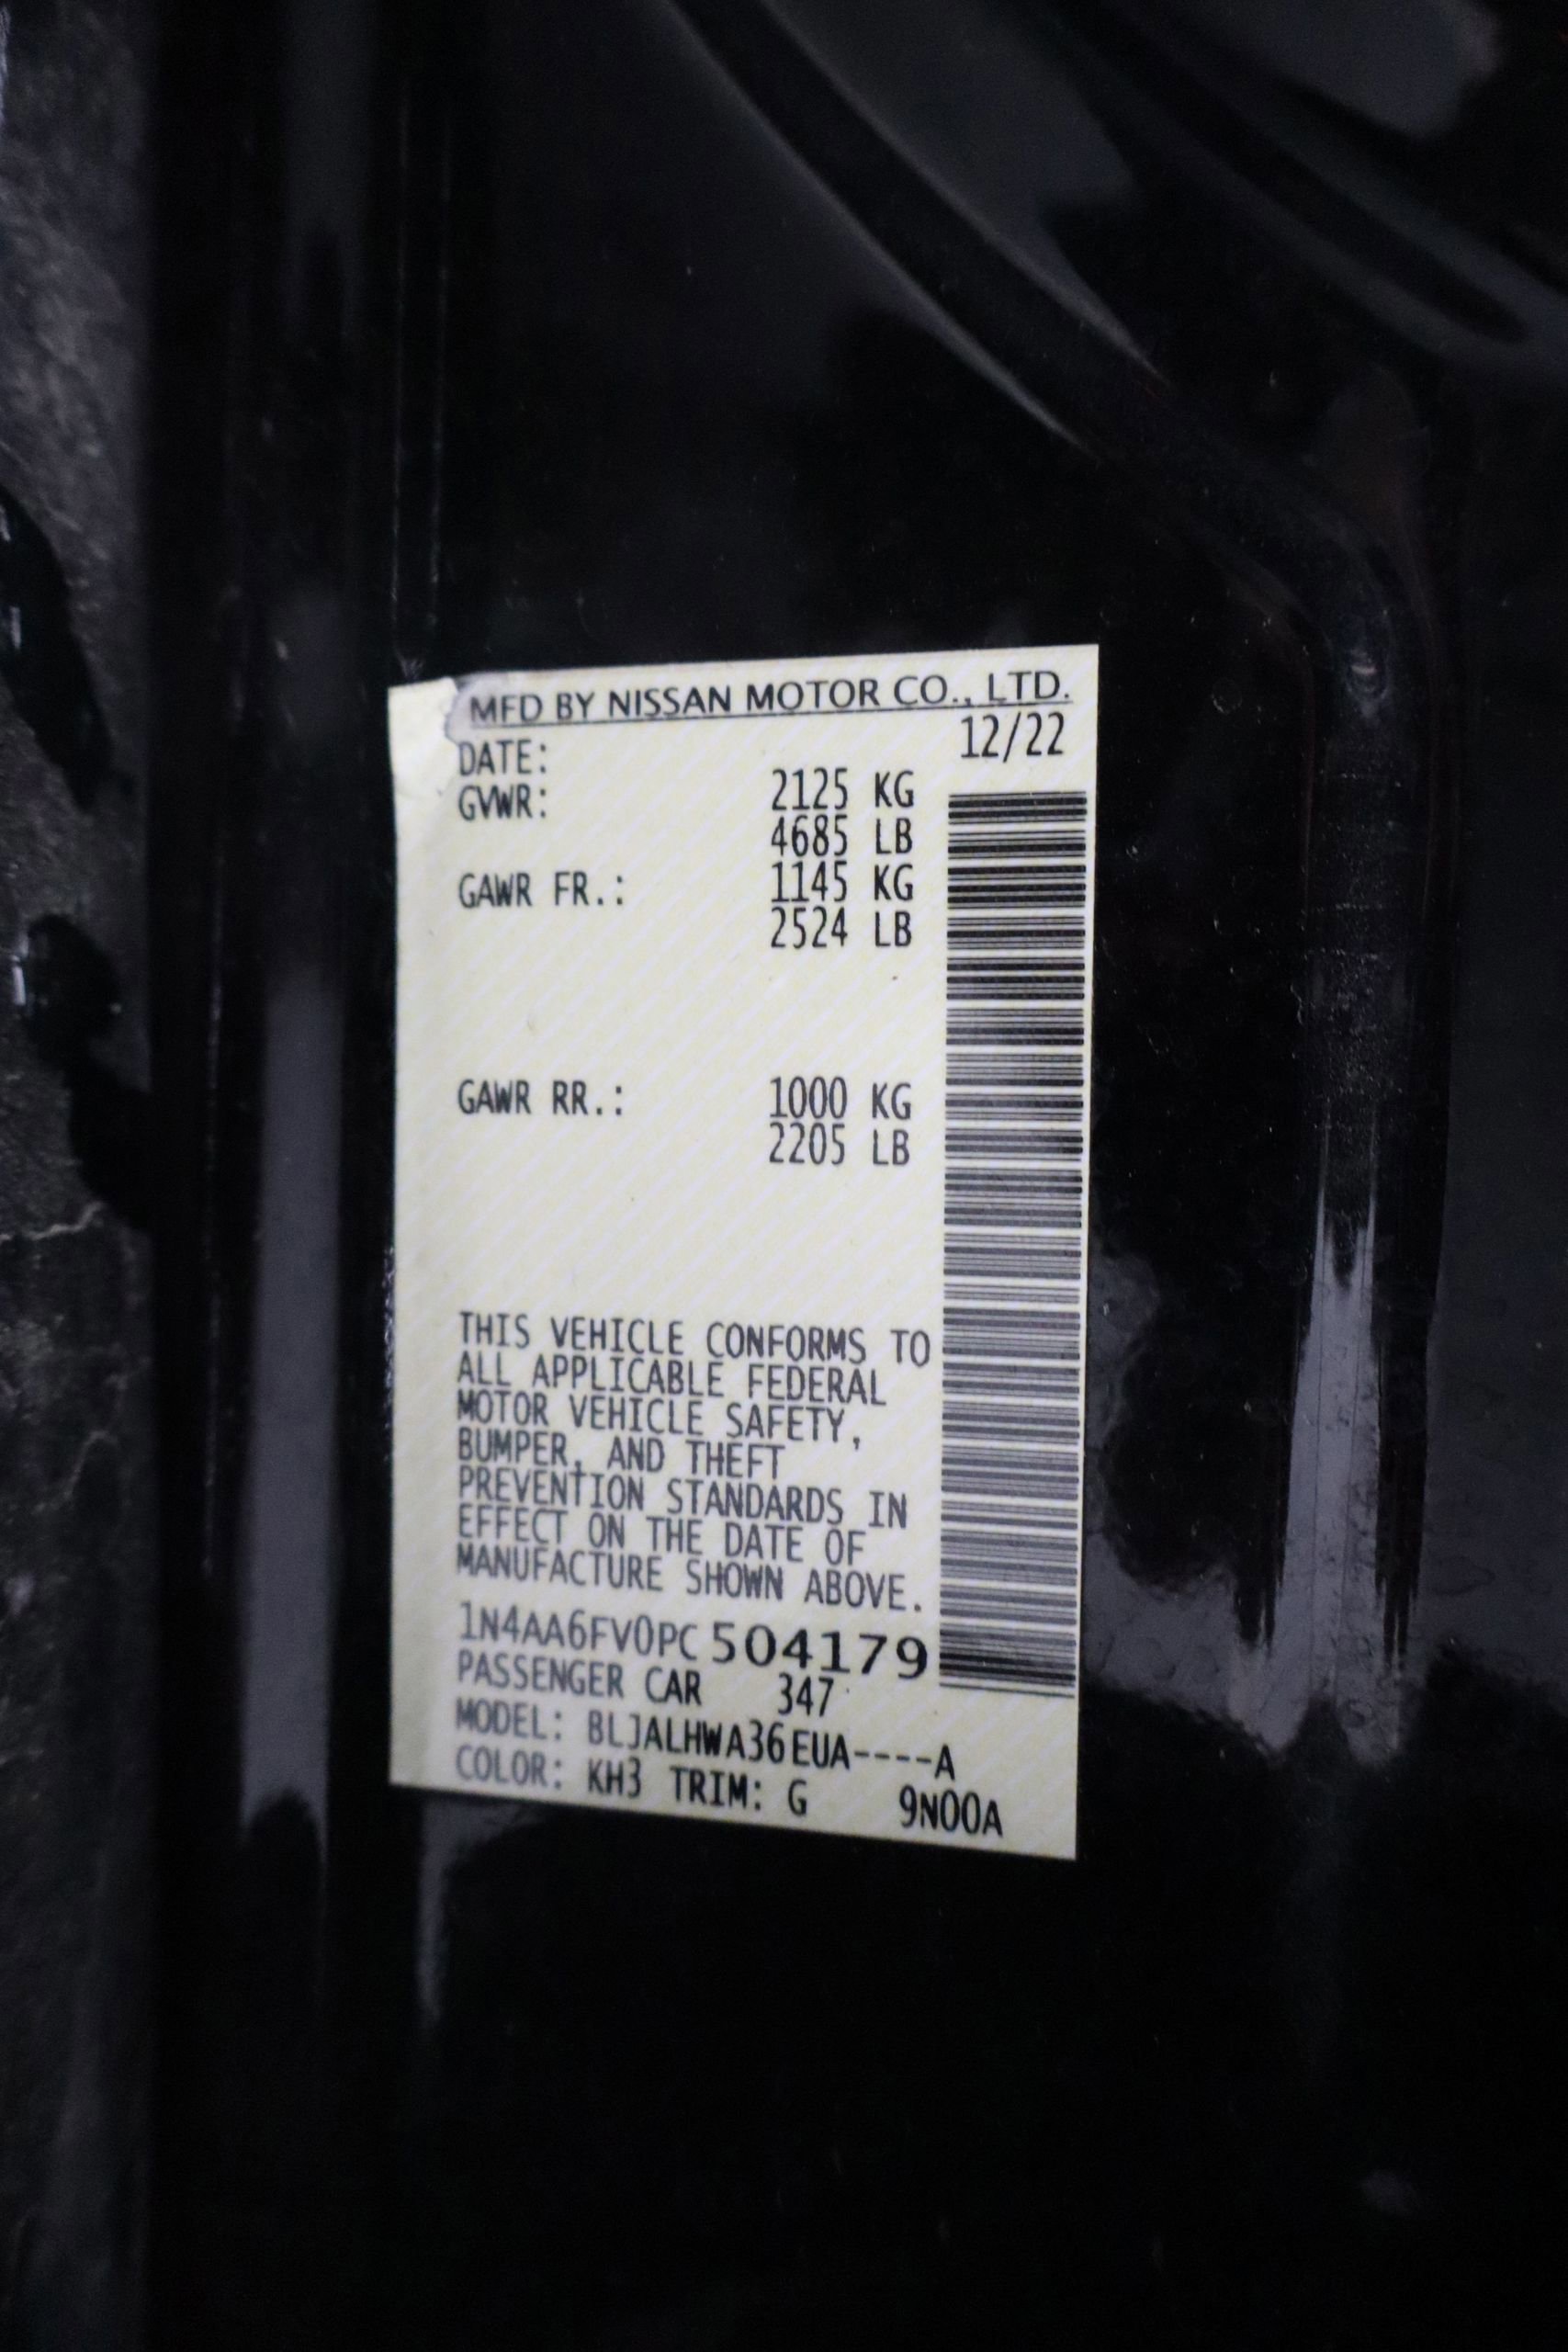 MFD BY NISSAN MOTOR CO., LTD.
DATE: 12/22
GVWR: 2125 KG
4685 LB
GAWR FR.: 1145 KG
2524 LB
GAWR RR.: 1000 KG
2205 LB
THIS VEHICLE CONFORMS TO
ALL APPLICABLE FEDERAL
MOTOR VEHICLE SAFETY,
BUMPER, AND THEFT
PREVENTION STANDARDS IN
EFFECT ON THE DATE OF
MANUFACTURE SHOWN ABOVE.
1N4AA6FV0PC504179
PASSENGER CAR 347
MODEL: BLJALHWA36EUA----A
COLOR: KH3 TRIM: G 9N00A